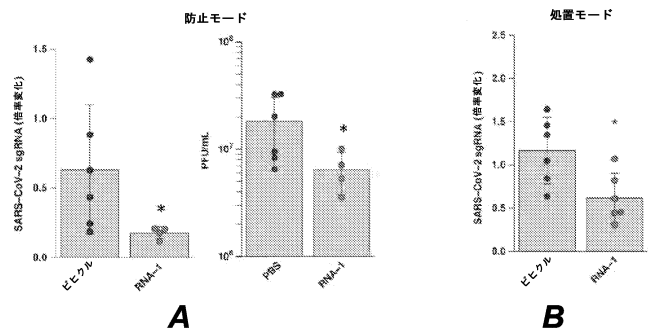 防止モード
処置モード
SARS-CoV-2 sgRNA (倍率変化)
1.5
1.0
0.5
0.0
*
ビヒクル
RNA-1
PFU/mL
10⁸
10⁷
10⁶
*
PBS
RNA-1
SARS-CoV-2 sgRNA (倍率変化)
2.5
2.0
1.5
1.0
0.5
0.0
*
ビヒクル
RNA-1
A
B